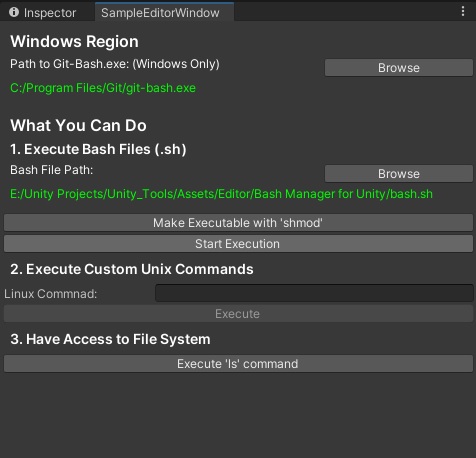 Inspector
SampleEditorWindow
Windows Region
Path to Git-Bash.exe: (Windows Only)
Browse
C:/Program Files/Git/git-bash.exe
What You Can Do
1. Execute Bash Files (.sh)
Bash File Path:
Browse
E:/Unity Projects/Unity_Tools/Assets/Editor/Bash Manager for Unity/bash.sh
Make Executable with 'shmod'
Start Execution
2. Execute Custom Unix Commands
Linux Commnad:
Execute
3. Have Access to File System
Execute 'ls' command